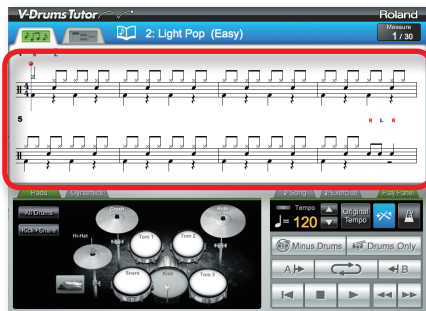 V-Drums Tutor
Roland
2: Light Pop (Easy)
Measure
1 / 30
R L
5
R L R
Pads
Dynamics
Song
Exercise
Play Panel
All Drums
Kick+Snare
Crash
Ride
Hi-Hat
Tom 1
Tom 2
Snare
Kick
Tom 3
Tempo
= 120
Original
Tempo
Minus Drums
Drums Only
A
B